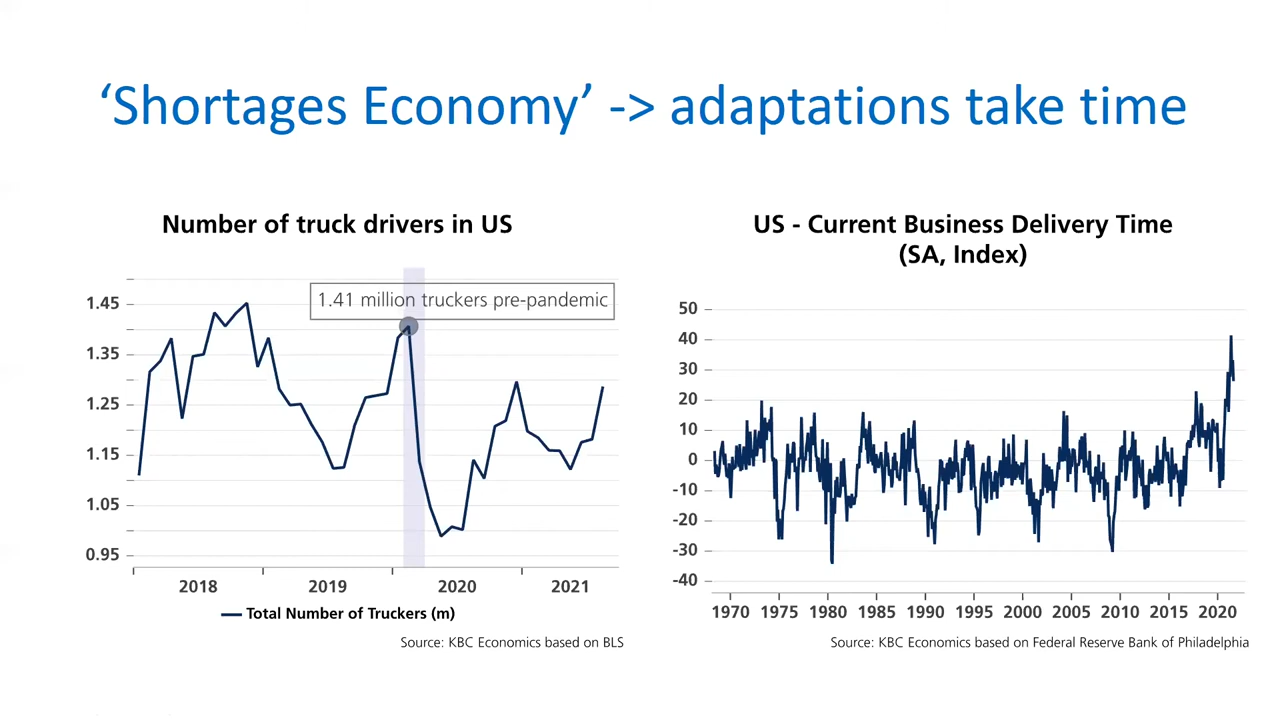 ‘Shortages Economy’ -> adaptations take time
Number of truck drivers in US
1.41 million truckers pre-pandemic
1.45
1.35
1.25
1.15
1.05
0.95
2018 2019 2020 2021
Total Number of Truckers (m)
Source: KBC Economics based on BLS
US - Current Business Delivery Time
(SA, Index)
50
40
30
20
10
0
-10
-20
-30
-40
1970 1975 1980 1985 1990 1995 2000 2005 2010 2015 2020
Source: KBC Economics based on Federal Reserve Bank of Philadelphia